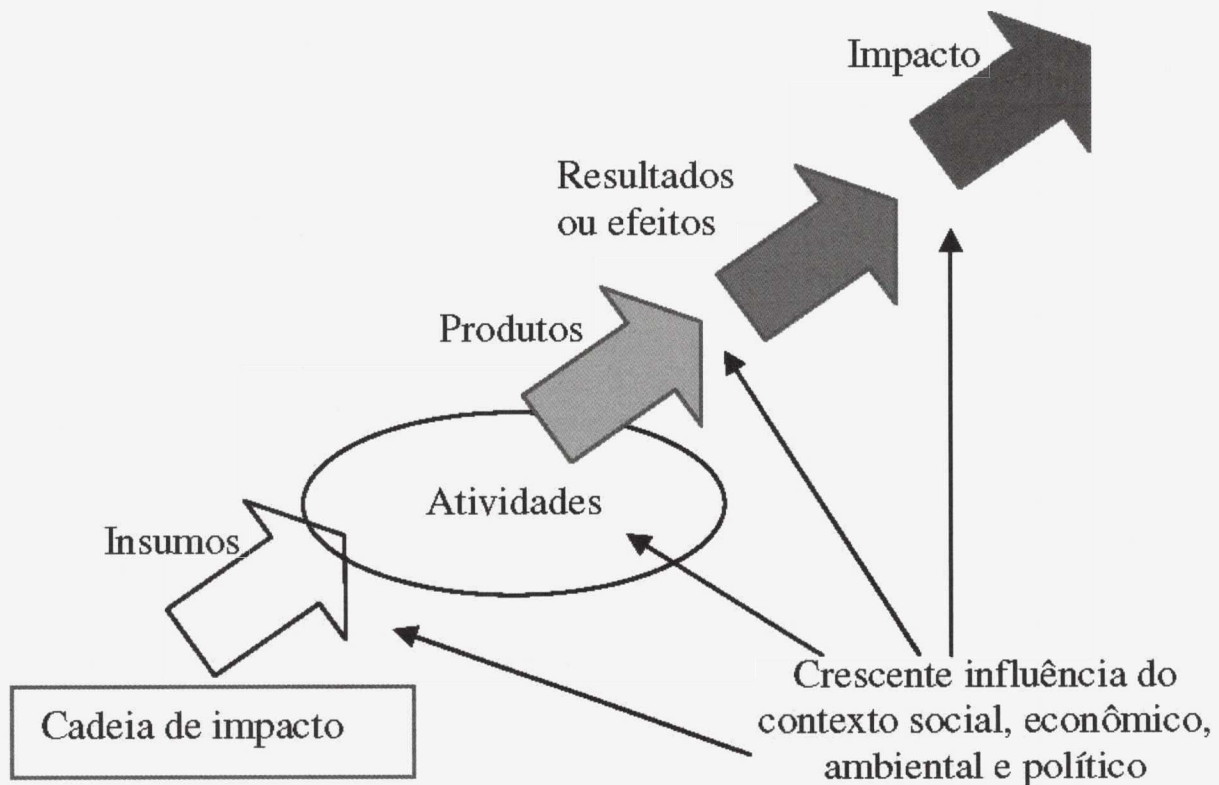 Impacto
Resultados
ou efeitos
Produtos
Atividades
Insumos
Cadeia de impacto
Crescente influência do
contexto social, econômico,
ambiental e político